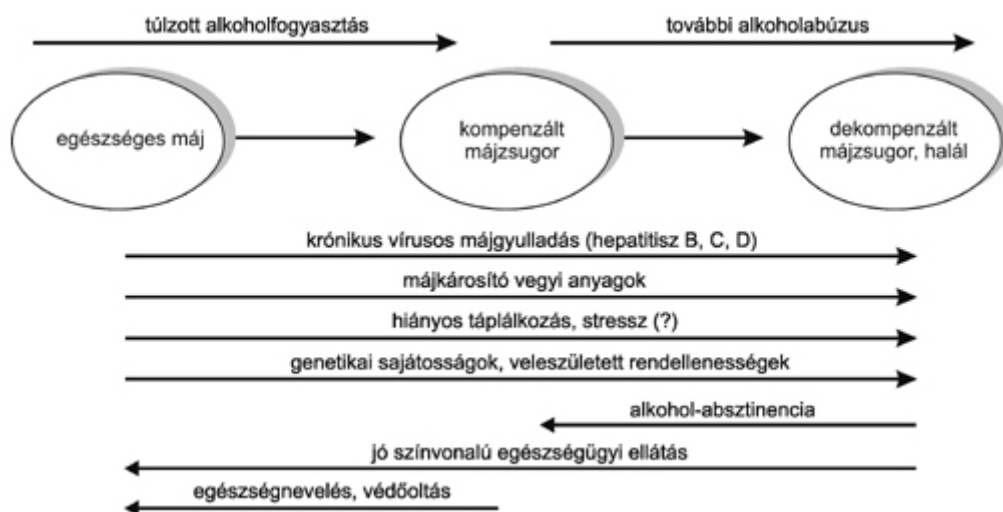 túlzott alkoholfogyasztás
további alkoholabúzus
egészséges máj
kompenzált
májzsugor
dekompenzált
májzsugor, halál
krónikus vírusos májgyulladás (hepatitisz B, C, D)
májkárosító vegyi anyagok
hiányos táplálkozás, stressz (?)
genetikai sajátosságok, veleszületett rendellenességek
alkohol-absztinencia
jó színvonalú egészségügyi ellátás
egészségnevelés, védőoltás